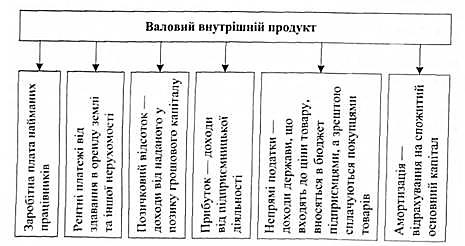 Валовий внутрішній продукт
Заробітна плата найманих
працівників
Рентні платежі від
здавання в оренду землі
та іншої нерухомості
Позичковий відсоток —
доходи від наданого у
позику грошового капіталу
Прибуток — доходи
від підприємницької
діяльності
Непрямі податки —
доходи держави, що
входять до ціни товару,
вносяться в бюджет
підприємствами, а зрештою
сплачуються покупцями
товарів
Амортизація —
відрахування на спожитий
основний капітал